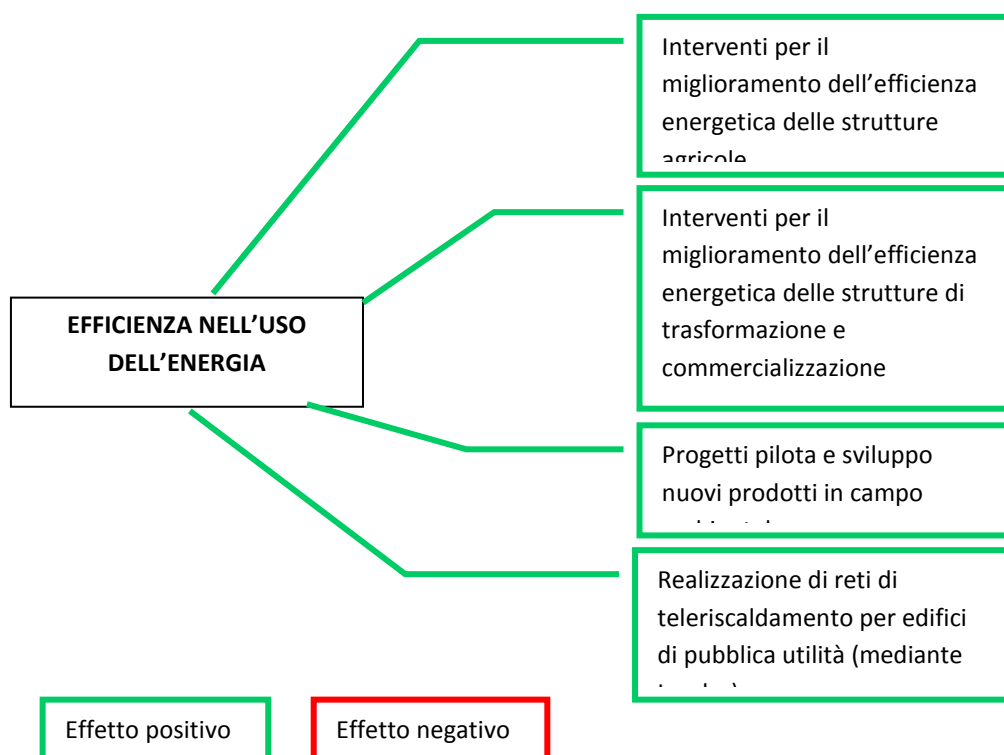 Interventi per il
miglioramento dell’efficienza
energetica delle strutture
agricole
Interventi per il
miglioramento dell’efficienza
energetica delle strutture di
trasformazione e
commercializzazione
EFFICIENZA NELL’USO
DELL’ENERGIA
Progetti pilota e sviluppo
nuovi prodotti in campo
Realizzazione di reti di
teleriscaldamento per edifici
di pubblica utilità (mediante
Effetto positivo
Effetto negativo